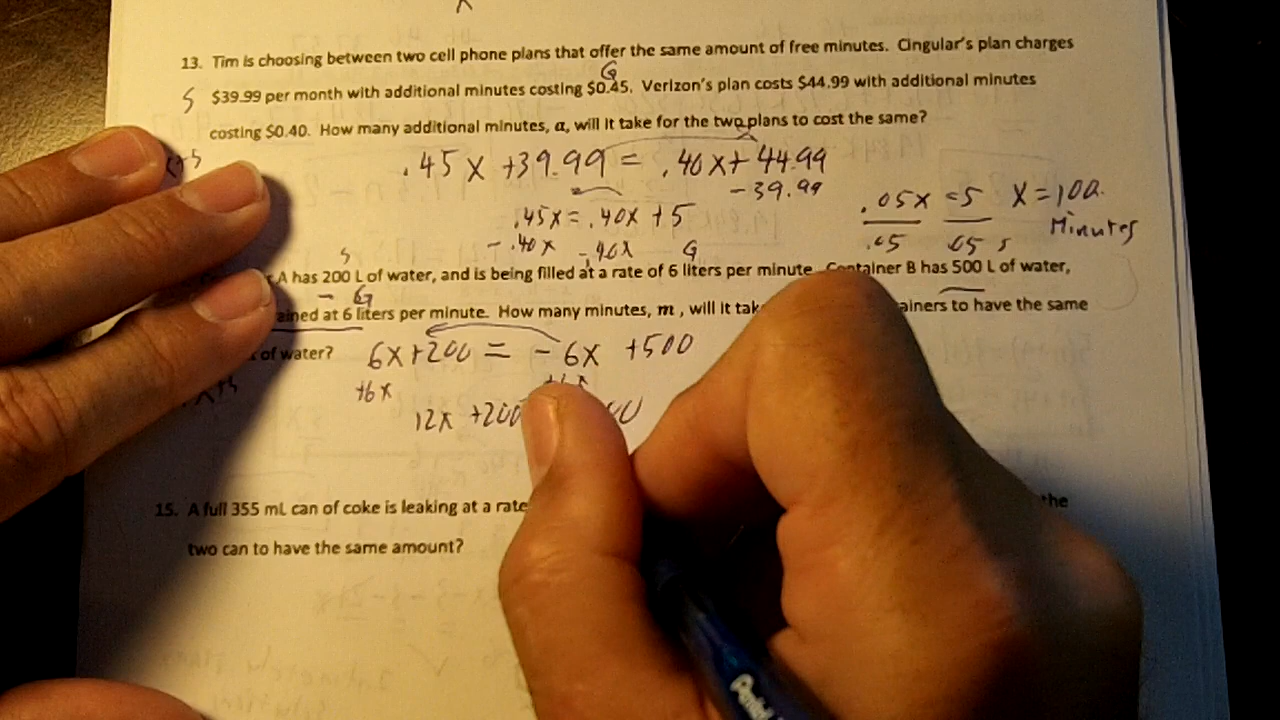 13. Tim is choosing between two cell phone plans that offer the same amount of free minutes. Cingular's plan charges
G
S $39.99 per month with additional minutes costing $0.45. Verizon's plan costs $44.99 with additional minutes
costing $0.40. How many additional minutes, a, will it take for the two plans to cost the same?
.45x +39.99 = .40x+ 44.99
-39.99
.05x =5 x=100
.05 .05 Minutes
.45x=.40x +5
-.40x -.40x
S G
A has 200 L of water, and is being filled at a rate of 6 liters per minute. Container B has 500 L of water,
- G
ained at 6 liters per minute. How many minutes, m, will it tak ainers to have the same
of water? 6x+200 = -6x +500
+6x
12x +200
15. A full 355 mL can of coke is leaking at a rate the
two can to have the same amount?
Pentel